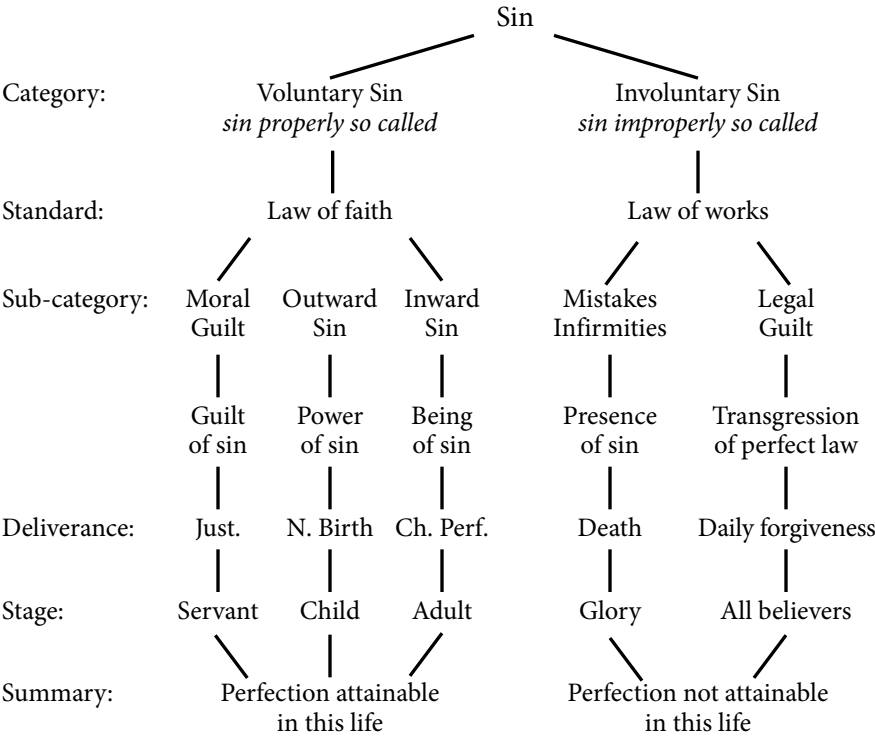 Sin
Category: Voluntary Sin Involuntary Sin
sin properly so called sin improperly so called
Standard: Law of faith Law of works
Sub-category: Moral Outward Inward Mistakes Legal
Guilt Sin Sin Infirmities Guilt
Guilt Power Being Presence Transgression
of sin of sin of sin of sin of perfect law
Deliverance: Just. N. Birth Ch. Perf. Death Daily forgiveness
Stage: Servant Child Adult Glory All believers
Summary: Perfection attainable Perfection not attainable
in this life in this life